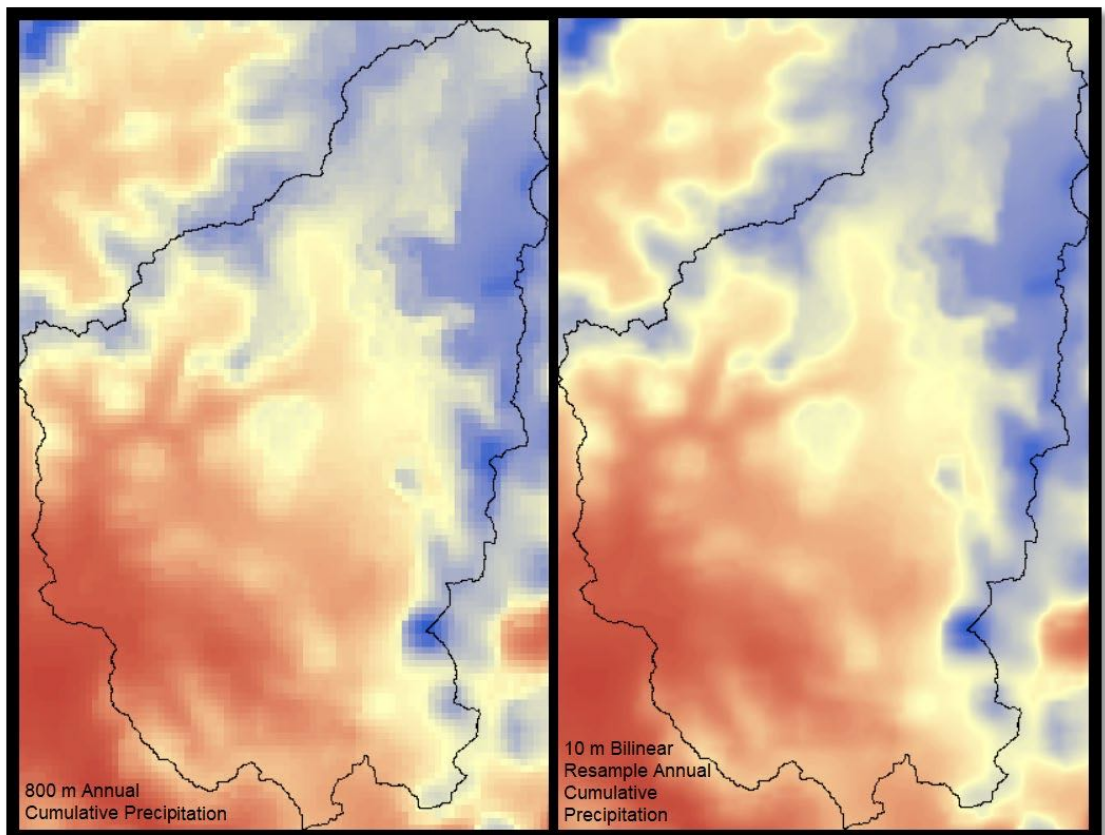 800 m Annual
Cumulative Precipitation
10 m Bilinear
Resample Annual
Cumulative
Precipitation